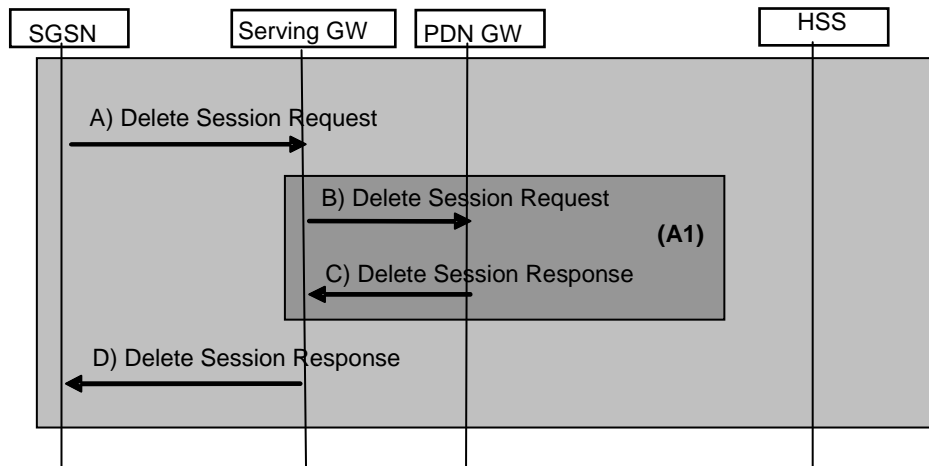 SGSN
Serving GW
PDN GW
HSS
A) Delete Session Request
B) Delete Session Request
(A1)
C) Delete Session Response
D) Delete Session Response